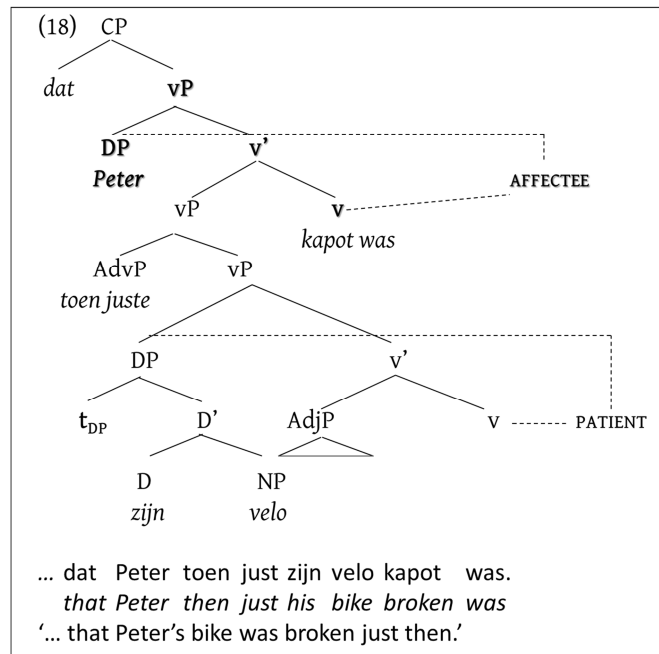 (18) CP
dat vP
DP v’
Peter AFFECTEE
vP v
kapot was
AdvP vP
toen juste
DP v’
tDP D’ AdjP v PATIENT
D NP
zijn velo
... dat Peter toen just zijn velo kapot was.
that Peter then just his bike broken was
‘... that Peter’s bike was broken just then.’